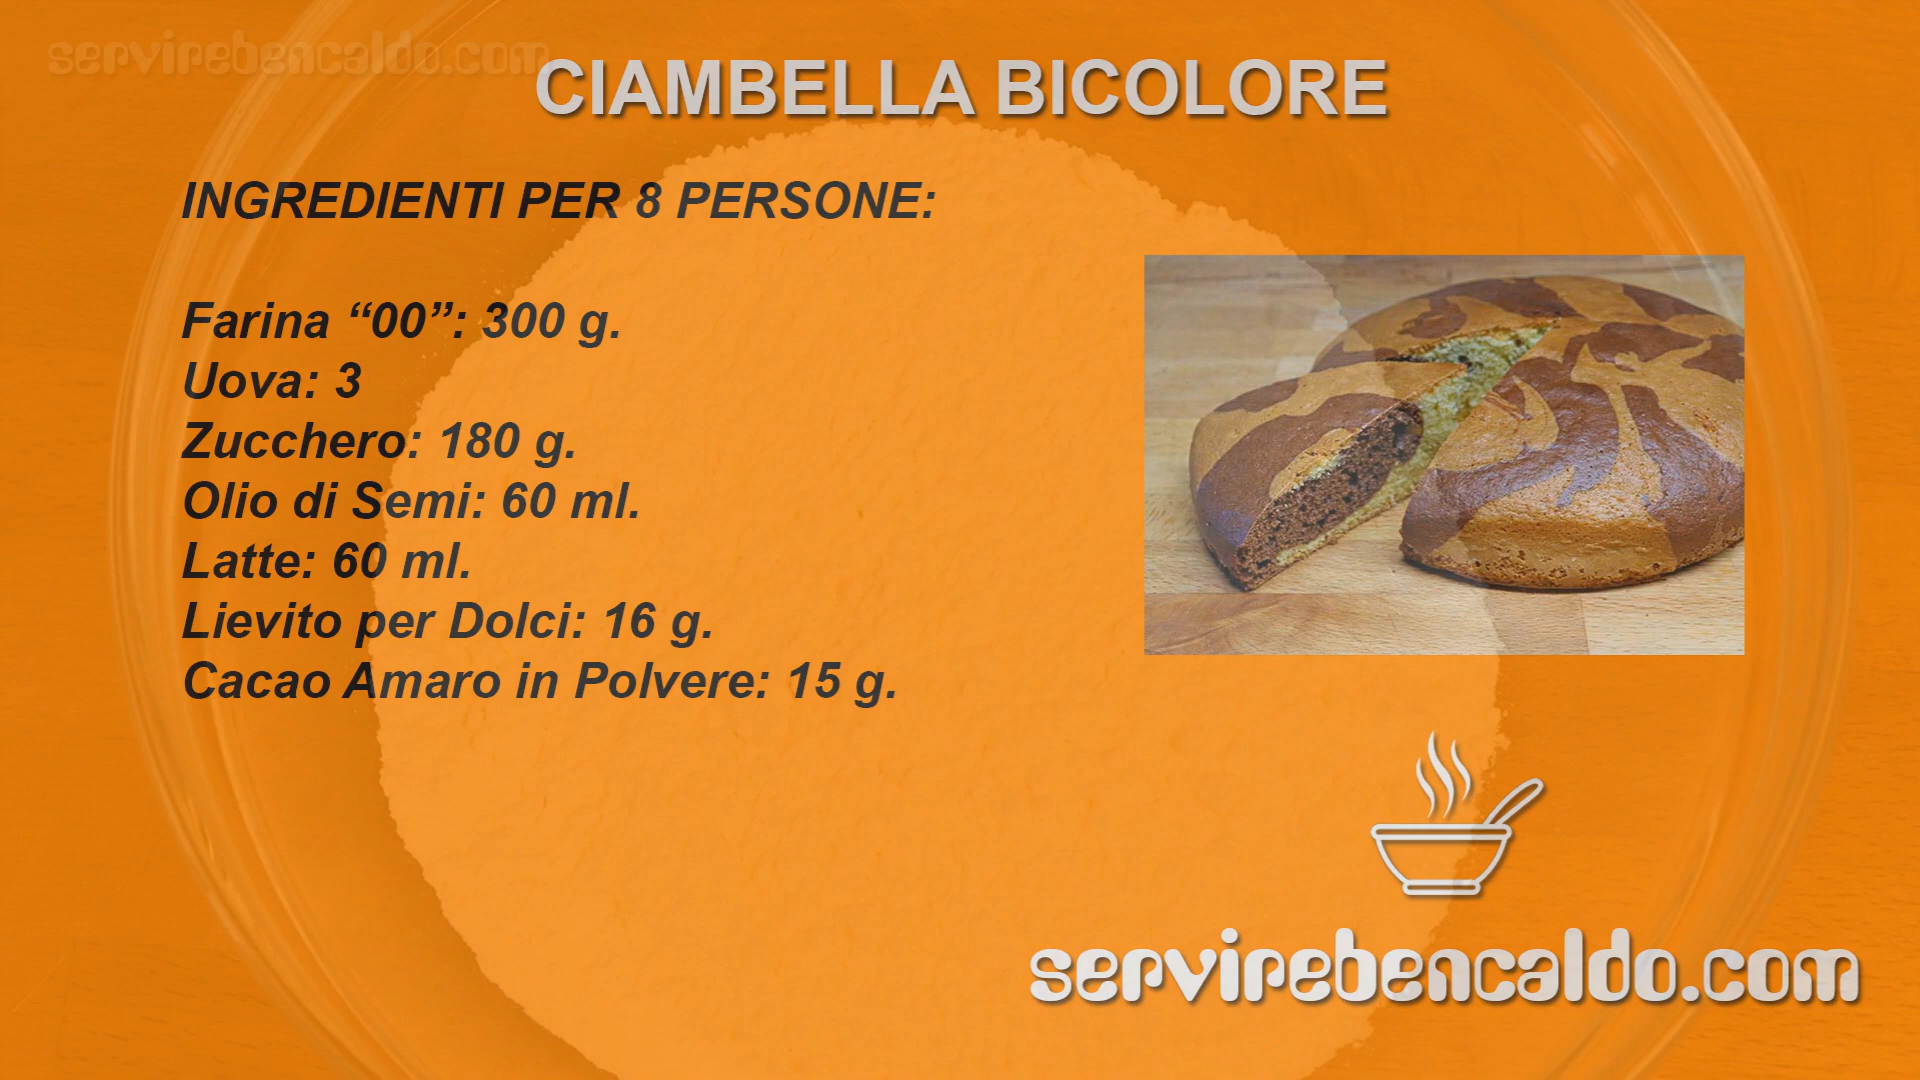 servirebencaldo.com
CIAMBELLA BICOLORE
INGREDIENTI PER 8 PERSONE:
Farina “00”: 300 g.
Uova: 3
Zucchero: 180 g.
Olio di Semi: 60 ml.
Latte: 60 ml.
Lievito per Dolci: 16 g.
Cacao Amaro in Polvere: 15 g.
servirebencaldo.com